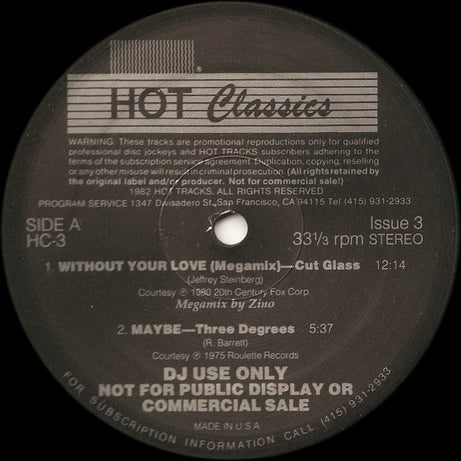 HOT Classics
WARNING: These tracks are promotional reproductions only for qualified
professional disc jockeys and HOT TRACKS subscribers adhering to the
terms of the subscription service agreement. Duplication, copying, reselling
or any other misuse will result in criminal prosecution. (All rights retained by
the original label and/or producer. Not for commercial sale!)
1982 HOT TRACKS, ALL RIGHTS RESERVED
PROGRAM SERVICE 1347 Divisadero St., San Francisco, CA 94115 Tel (415) 931-2433
SIDE A Issue 3
HC-3 33 1/3 rpm STEREO
1. WITHOUT YOUR LOVE (Megamix)—Cut Glass 12:14
(Jeffrey Steinberg)
Courtesy ℗ 1980 20th Century Fox Corp.
Megamix by Zino
2. MAYBE—Three Degrees 5:37
(R. Barrett)
Courtesy ℗ 1975 Roulette Records
DJ USE ONLY
NOT FOR PUBLIC DISPLAY OR
COMMERCIAL SALE
MADE IN U.S.A.
FOR SUBSCRIPTION INFORMATION CALL (415) 931-2933